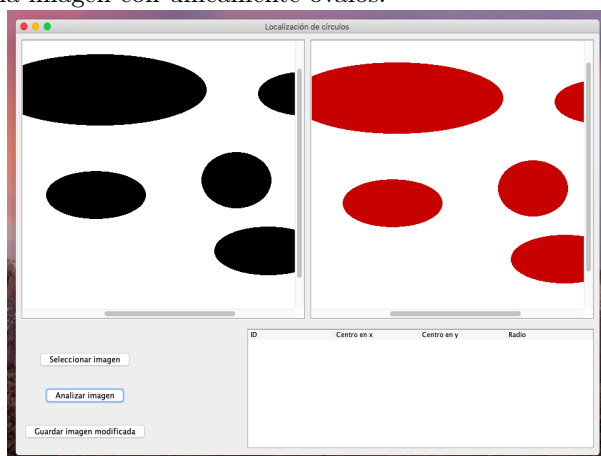 na imagen con únicamente óvalos.
Localización de círculos
ID Centro en x Centro en y Radio
Seleccionar imagen
Analizar imagen
Guardar imagen modificada